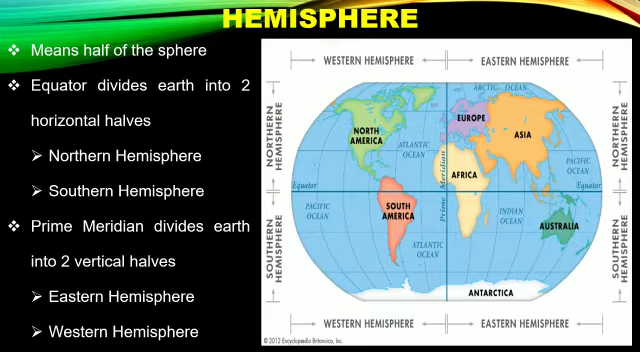 HEMISPHERE
Means half of the sphere
Equator divides earth into 2
horizontal halves
Northern Hemisphere
Southern Hemisphere
Prime Meridian divides earth
into 2 vertical halves
Eastern Hemisphere
Western Hemisphere
WESTERN HEMISPHERE
EASTERN HEMISPHERE
NORTHERN HEMISPHERE
NORTHERN HEMISPHERE
ARCTIC OCEAN
NORTH
AMERICA
EUROPE
ASIA
ATLANTIC
OCEAN
PACIFIC
OCEAN
AFRICA
Prime Meridian
Equator
Equator
PACIFIC
OCEAN
SOUTH
AMERICA
INDIAN
OCEAN
AUSTRALIA
ATLANTIC
OCEAN
SOUTHERN HEMISPHERE
SOUTHERN HEMISPHERE
ANTARCTICA
WESTERN HEMISPHERE
EASTERN HEMISPHERE
© 2012 Encyclopædia Britannica, Inc.